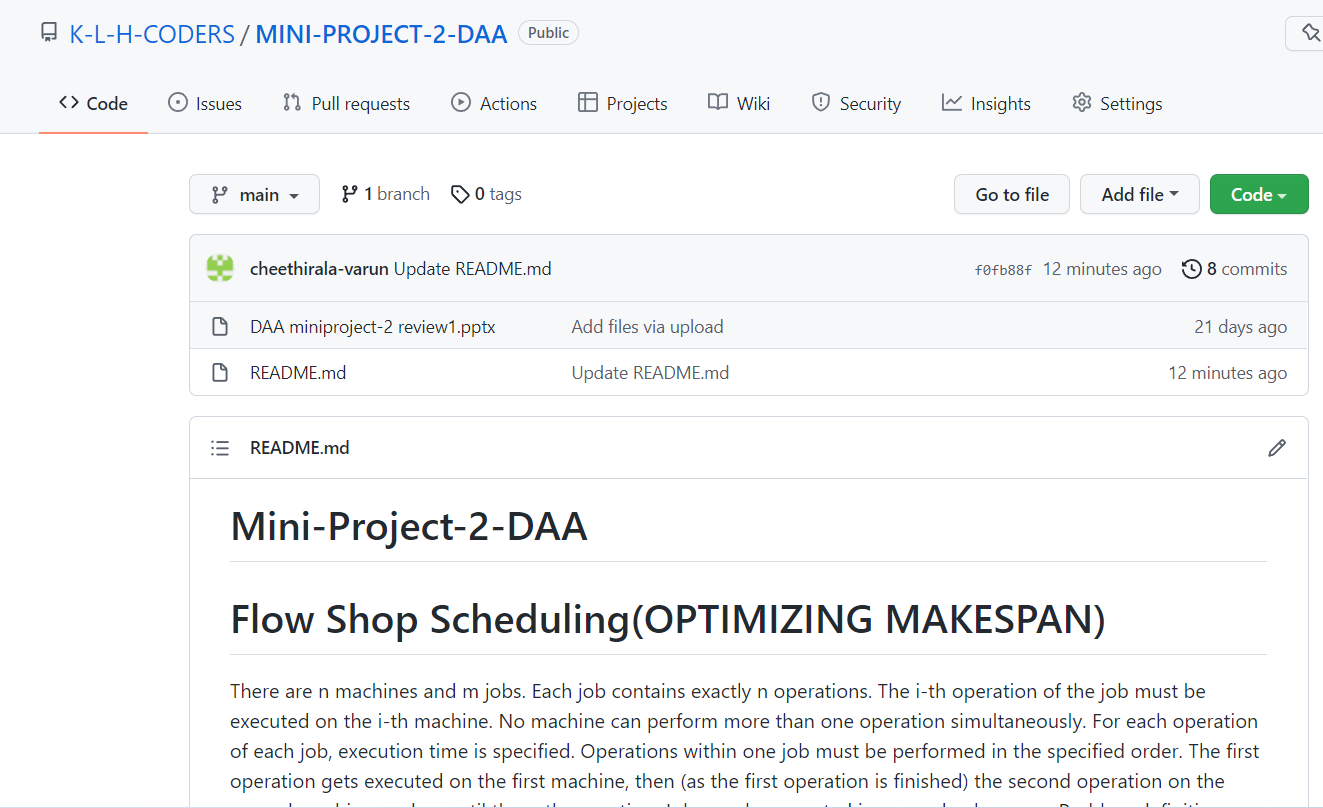 K-L-H-CODERS / MINI-PROJECT-2-DAA Public
Code Issues Pull requests Actions Projects Wiki Security Insights Settings
main 1 branch 0 tags Go to file Add file Code
cheethirala-varun Update README.md f0fb88f 12 minutes ago 8 commits
DAA miniproject-2 review1.pptx Add files via upload 21 days ago
README.md Update README.md 12 minutes ago
README.md
Mini-Project-2-DAA
Flow Shop Scheduling(OPTIMIZING MAKESPAN)
There are n machines and m jobs. Each job contains exactly n operations. The i-th operation of the job must be
executed on the i-th machine. No machine can perform more than one operation simultaneously. For each operation
of each job, execution time is specified. Operations within one job must be performed in the specified order. The first
operation gets executed on the first machine, then (as the first operation is finished) the second operation on the